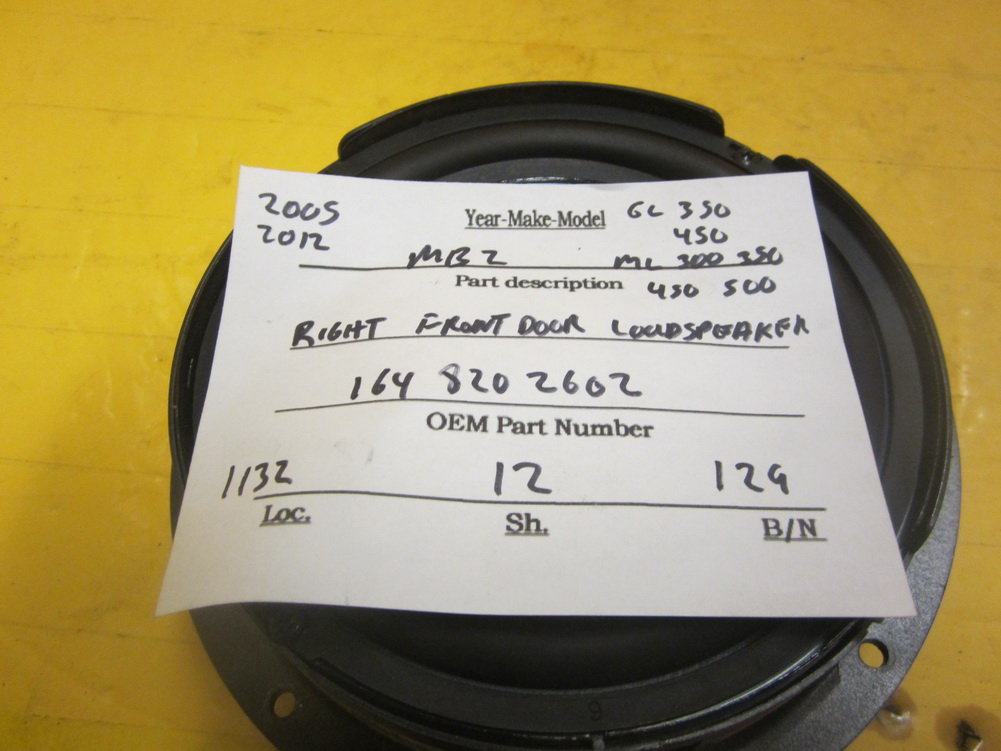 2005 Year-Make-Model GL 350
2012 450
MBZ ML 300 350
Part description 450 500
RIGHT FRONT DOOR LOUDSPEAKER
164 820 2602
OEM Part Number
1132 12 129
Loc. Sh. B/N